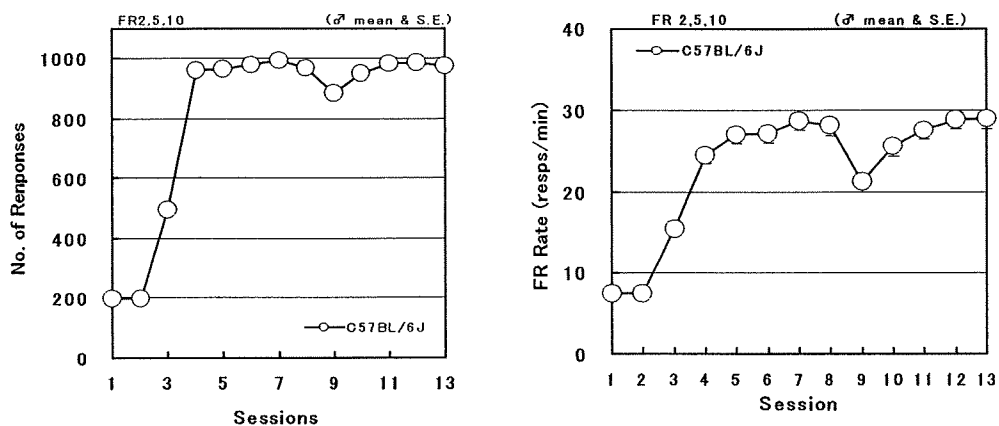 FR2,5,10 (♂ mean & S.E.)
1000
800
600
400
200
0
No. of Renponses
C57BL/6J
1 3 5 7 9 11 13
Sessions
FR 2,5,10 (♂ mean & S.E.)
40
30
20
10
0
FR Rate (resps/min)
C57BL/6J
1 2 3 4 5 6 7 8 9 10 11 12 13
Session